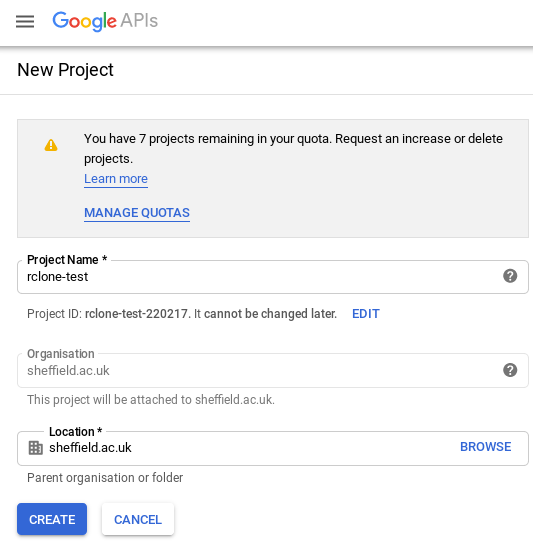 Google APIs
New Project
You have 7 projects remaining in your quota. Request an increase or delete
projects.
Learn more
MANAGE QUOTAS
Project Name *
rclone-test
Project ID: rclone-test-220217. It cannot be changed later. EDIT
Organisation
sheffield.ac.uk
This project will be attached to sheffield.ac.uk.
Location *
sheffield.ac.uk BROWSE
Parent organisation or folder
CREATE CANCEL